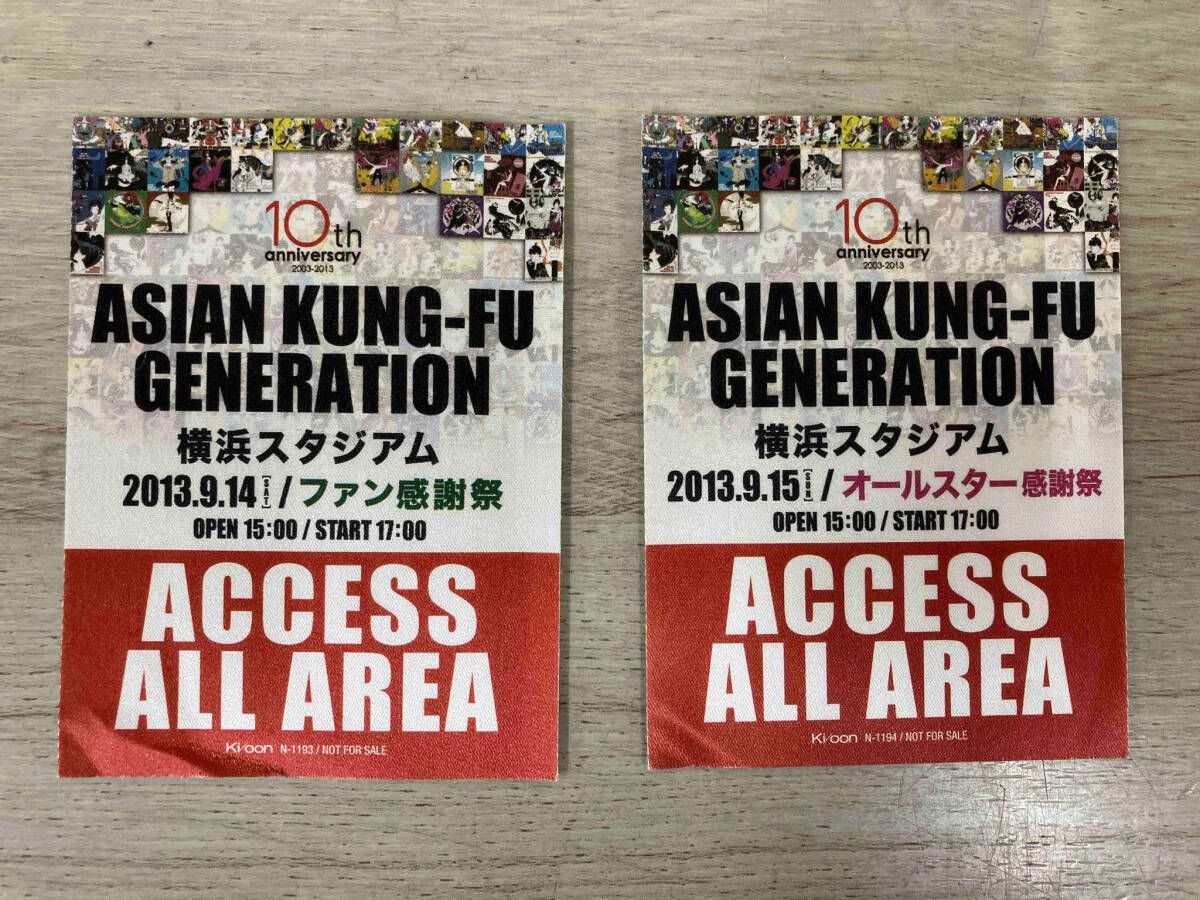 10th
anniversary
2003-2013
ASIAN KUNG-FU
GENERATION
横浜スタジアム
2013.9.14[SAT] / ファン感謝祭
OPEN 15:00 / START 17:00
ACCESS
ALL AREA
Ki/oon N-1193 / NOT FOR SALE
10th
anniversary
2003-2013
ASIAN KUNG-FU
GENERATION
横浜スタジアム
2013.9.15[SUN] / オールスター感謝祭
OPEN 15:00 / START 17:00
ACCESS
ALL AREA
Ki/oon N-1194 / NOT FOR SALE